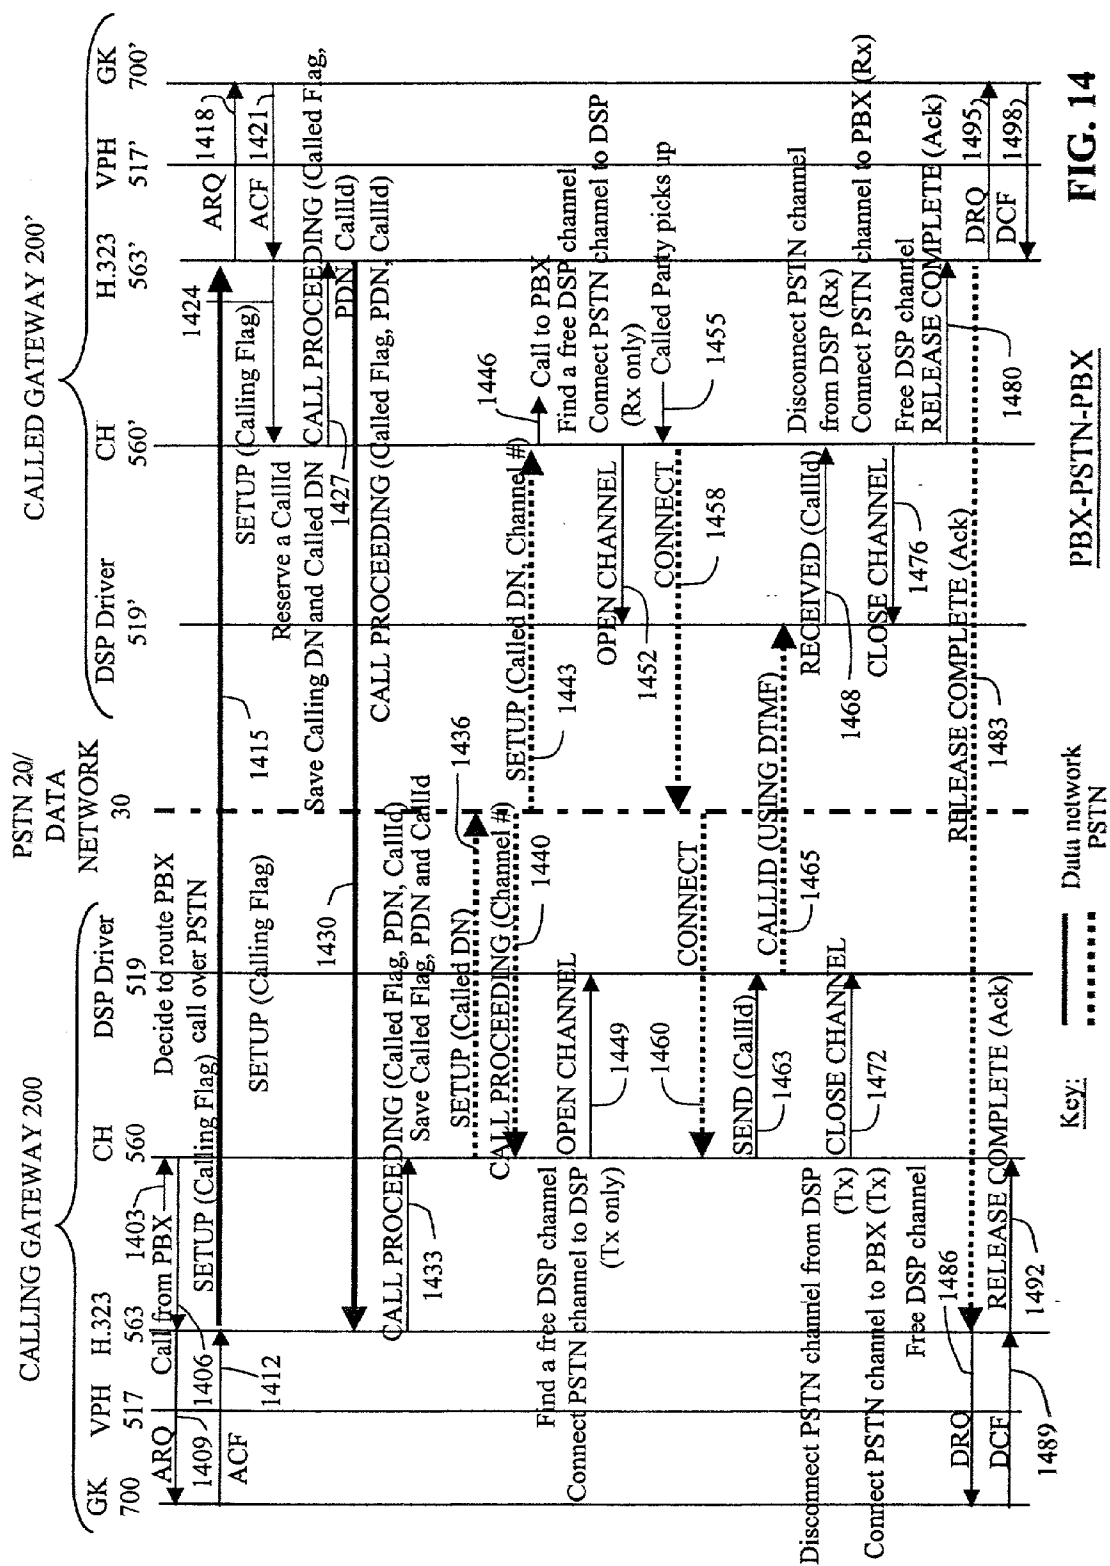 CALLING GATEWAY 200
PSTN 20/
DATA
NETWORK
30
CALLED GATEWAY 200'
GK
700
VPH
517
H.323
563
CH
560
DSP Driver
519
DSP Driver
519'
CH
560'
H.323
563'
VPH
517'
GK
700'
1403
Call from PBX
Decide to route PBX
call over PSTN
ARQ
1406
1409
ACF
1412
SETUP (Calling Flag)
SETUP (Calling Flag)
1415
ARQ
1418
ACF
1421
1424
SETUP (Calling Flag)
Reserve a CallId
Save Calling DN and Called DN
CALL PROCEEDING (Called Flag,
PDN, CallId)
1427
CALL PROCEEDING (Called Flag, PDN, CallId)
1430
CALL PROCEEDING (Called Flag, PDN, CallId)
Save Called Flag, PDN and CallId
1433
SETUP (Called DN)
1436
CALL PROCEEDING (Channel #)
1440
SETUP (Called DN, Channel #)
1443
1446
Call to PBX
Find a free DSP channel
Connect PSTN channel to DSP
(Rx only)
Find a free DSP channel
Connect PSTN channel to DSP
(Tx only)
OPEN CHANNEL
1449
OPEN CHANNEL
1452
Called Party picks up
1455
CONNECT
1458
CONNECT
1460
SEND (CallId)
1463
CALLID (USING DTMF)
1465
RECEIVED (CallId)
1468
Disconnect PSTN channel
from DSP (Rx)
Connect PSTN channel to PBX (Rx)
Disconnect PSTN channel from DSP
(Tx)
Connect PSTN channel to PBX (Tx)
Free DSP channel
CLOSE CHANNEL
1472
CLOSE CHANNEL
1476
Free DSP channel
RELEASE COMPLETE (Ack)
1480
RELEASE COMPLETE (Ack)
1483
DRQ
1486
DCF
1489
RELEASE COMPLETE (Ack)
1492
DRQ
1495
DCF
1498
Key:
Data network
PSTN
PBX-PSTN-PBX
FIG. 14